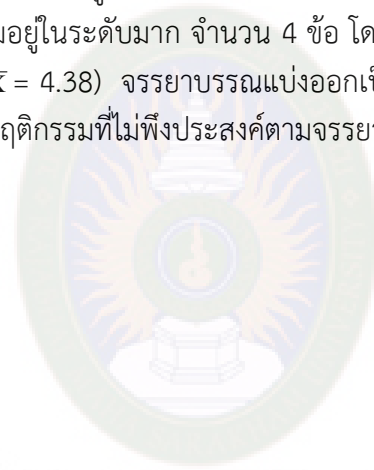 มอยู่ในระดับมาก จำนวน 4 ข้อ โด
X̄ = 4.38) จรรยาบรรณแบ่งออกเป็
ฤติกรรมที่ไม่พึงประสงค์ตามจรรยา